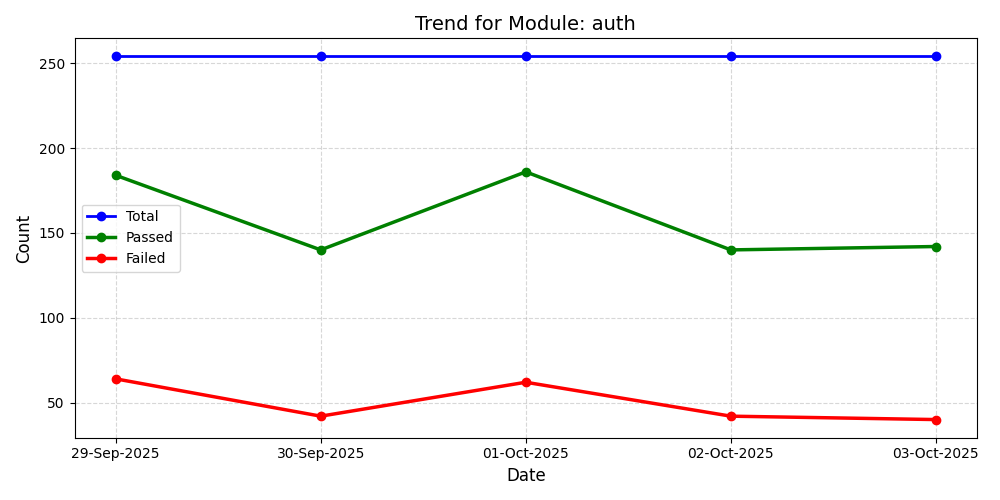 Trend for Module: auth
250
200
150
100
50
Count
Total
Passed
Failed
29-Sep-2025
30-Sep-2025
01-Oct-2025
02-Oct-2025
03-Oct-2025
Date